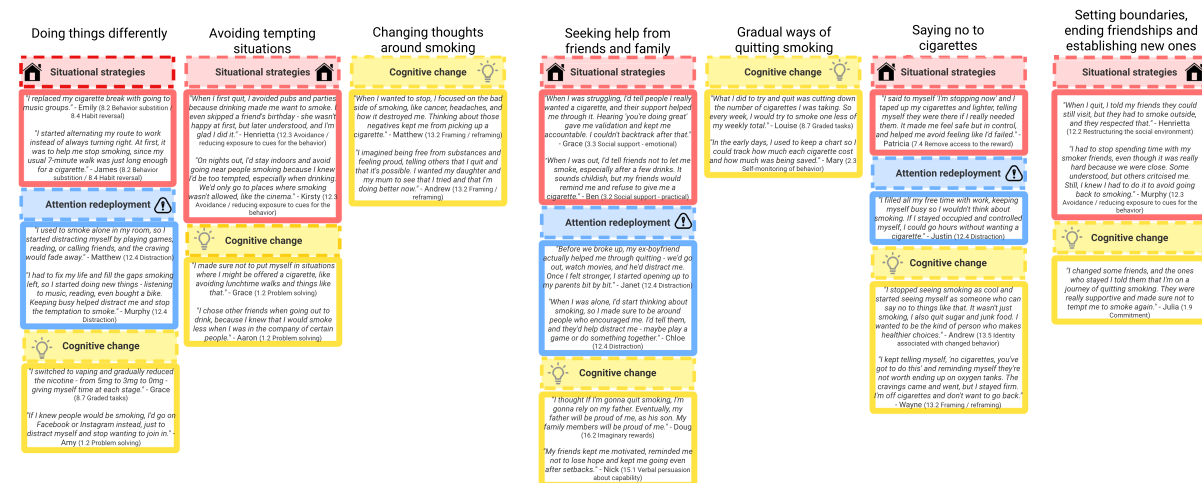 Doing things differently
Situational strategies
"I replaced my cigarette break with going to
music groups." - Emily (8.2 Behavior substitution /
8.4 Habit reversal)
"I started alternating my route to work
instead of always turning right. At first, it
was to help me stop smoking, since my
usual 7-minute walk was just long enough
for a cigarette." - James (8.2 Behavior
substitution / 8.4 Habit reversal)
Attention redeployment
"I used to smoke alone in my room, so I
started distracting myself by playing games,
reading, or calling friends, and the craving
would fade away." - Matthew (12.4 Distraction)
"I had to fix my life and fill the gaps smoking
left, so I started doing new things - listening
to music, reading, even bought a bike.
Keeping busy helped distract me and stop
the temptation to smoke." - Murphy (12.4
Distraction)
Cognitive change
"I switched to vaping and gradually reduced
the nicotine - from 5mg to 3mg to 0mg -
giving myself time at each stage." - Grace
(8.7 Graded tasks)
"If I knew people would be smoking, I'd go on
Facebook or Instagram instead, just to
distract myself and stop wanting to join in." -
Amy (1.2 Problem solving)
Avoiding tempting
situations
Situational strategies
"When I first quit, I avoided pubs and parties
because drinking made me want to smoke. I
even skipped a friend's birthday - she wasn't
happy at first, but later understood, and I'm
glad I did it." - Henrietta (12.3 Avoidance /
reducing exposure to cues for the behavior)
"On nights out, I'd stay indoors and avoid
going near people smoking because I knew
I'd be too tempted, especially when drinking.
We'd only go to places where smoking
wasn't allowed, like the cinema." - Kirsty (12.3
Avoidance / reducing exposure to cues for the
behavior)
Cognitive change
"I made sure not to put myself in situations
where I might be offered a cigarette, like
avoiding lunchtime walks and things like
that." - Grace (1.2 Problem solving)
"I chose other friends when going out to
drink, because I knew that I would smoke
less when I was in the company of certain
people." - Aaron (1.2 Problem solving)
Changing thoughts
around smoking
Cognitive change
"When I wanted to stop, I focused on the bad
side of smoking, like cancer, headaches, and
how it destroyed me. Thinking about those
negatives kept me from picking up a
cigarette." - Matthew (13.2 Framing / reframing)
"I imagined being free from substances and
feeling proud, telling others that I quit and
that it's possible. I wanted my daughter and
my mum to see that I tried and that I'm
doing better now." - Andrew (13.2 Framing /
reframing)
Seeking help from
friends and family
Situational strategies
"When I was struggling, I'd tell people I really
wanted a cigarette, and their support helped
me through it. Hearing 'you're doing great'
gave me validation and kept me
accountable. I couldn't backtrack after that." -
Grace (3.3 Social support - emotional)
"When I was out, I'd tell friends not to let me
smoke, especially after a few drinks. It
sounds childish, but my friends would
remind me and refuse to give me a
cigarette." - Ben (3.2 Social support - practical)
Attention redeployment
"Before we broke up, my ex-boyfriend
actually helped me through quitting - we'd go
out, watch movies, and he'd distract me.
Once I felt stronger, I started opening up to
my parents bit by bit." - Janet (12.4 Distraction)
"When I was alone, I'd start thinking about
smoking, so I made sure to be around
people who encouraged me. I'd tell them,
and they'd help distract me - maybe play a
game or do something together." - Chloe
(12.4 Distraction)
Cognitive change
"I thought If I'm gonna quit smoking, I'm
gonna rely on my father. Eventually, my
father will be proud of me, as his son. My
family members will be proud of me." - Doug
(16.2 Imaginary rewards)
"My friends kept me motivated, reminded me
not to lose hope and kept me going even
after setbacks." - Nick (15.1 Verbal persuasion
about capability)
Gradual ways of
quitting smoking
Cognitive change
"What I did to try and quit was cutting down
the number of cigarettes I was taking. So
every week, I would try to smoke one less of
my weekly total." - Louise (8.7 Graded tasks)
"In the early days, I used to keep a chart so I
could track how much each cigarette cost
and how much was being saved." - Mary (2.3
Self-monitoring of behavior)
Saying no to
cigarettes
Situational strategies
"I said to myself 'I'm stopping now' and I
taped up my cigarettes and lighter, telling
myself they were there if I really needed
them. It made me feel safe but in control,
and helped me avoid feeling like I'd failed." -
Patricia (7.4 Remove access to the reward)
Attention redeployment
"I filled all my free time with work, keeping
myself busy so I wouldn't think about
smoking. If I stayed occupied and controlled
myself, I could go hours without wanting a
cigarette." - Justin (12.4 Distraction)
Cognitive change
"I stopped seeing smoking as cool and
started seeing myself as someone who can
say no to things like that. It wasn't just
smoking, I also quit sugar and junk food. I
wanted to be the kind of person who makes
healthier choices." - Andrew (13.5 Identity
associated with changed behavior)
"I kept telling myself, 'no cigarettes, you've
got to do this' and reminding myself they're
not worth ending up on oxygen tanks. The
cravings came and went, but I stayed firm.
I'm off cigarettes and don't want to go back."
- Wayne (13.2 Framing / reframing)
Setting boundaries,
ending friendships and
establishing new ones
Situational strategies
"When I quit, I told my friends they could
still visit, but they had to smoke outside,
and they respected that." - Henrietta
(12.2 Restructuring the social environment)
"I had to stop spending time with my
smoker friends, even though it was really
hard because we were close. Some
understood, but others criticised me.
Still, I knew I had to do it to avoid going
back to smoking." - Murphy (12.3
Avoidance / reducing exposure to cues for the
behavior)
Cognitive change
"I changed some friends, and the ones
who stayed I told them that I'm on a
journey of quitting smoking. They were
really supportive and made sure not to
tempt me to smoke again." - Julia (1.9
Commitment)